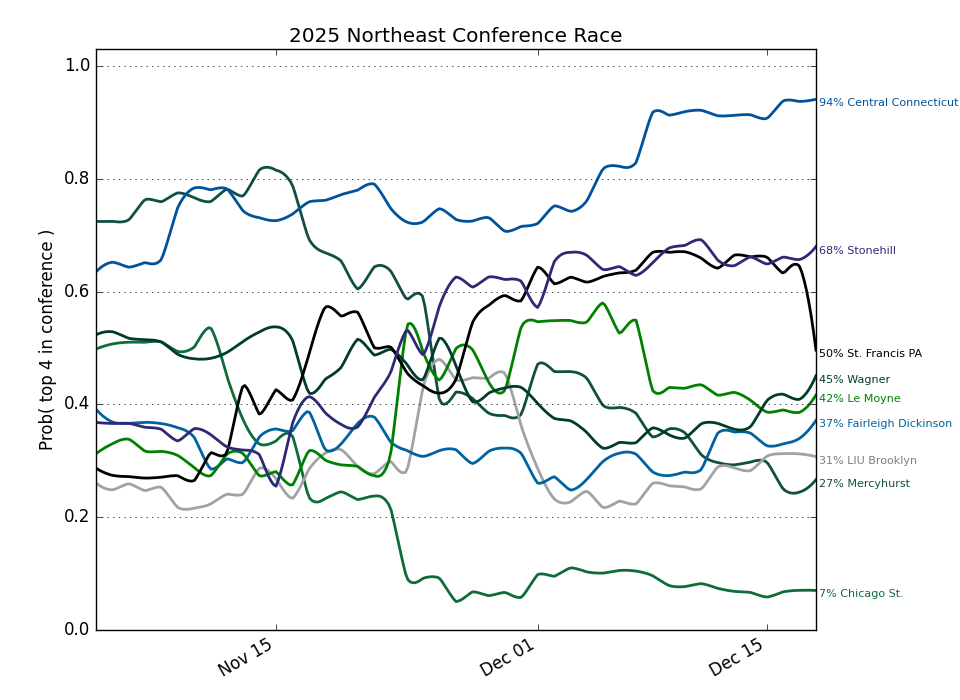 2025 Northeast Conference Race
Prob( top 4 in conference )
1.0
0.8
0.6
0.4
0.2
0.0
Nov 15
Dec 01
Dec 15
94% Central Connecticut
68% Stonehill
50% St. Francis PA
45% Wagner
42% Le Moyne
37% Fairleigh Dickinson
31% LIU Brooklyn
27% Mercyhurst
7% Chicago St.